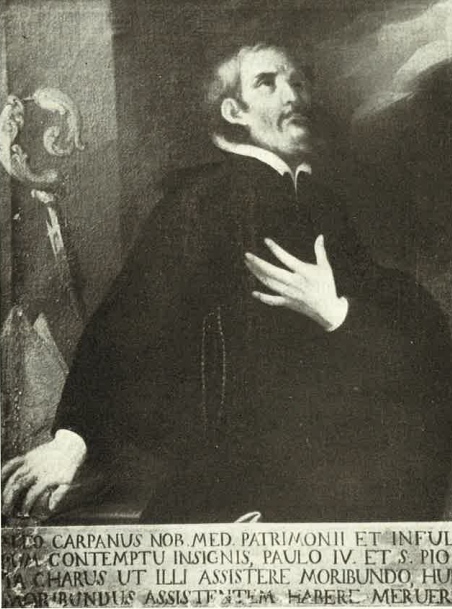 CARPANUS NOB. MED. PATRIMONII ET INFUL
CONTEMPTU INSIGNIS, PAULO IV. ET S. PIO
CHARUS UT ILLI ASSISTERE MORIBUNDO, HU
MORIBUNDUS ASSISTENTEM HABERE MERUER